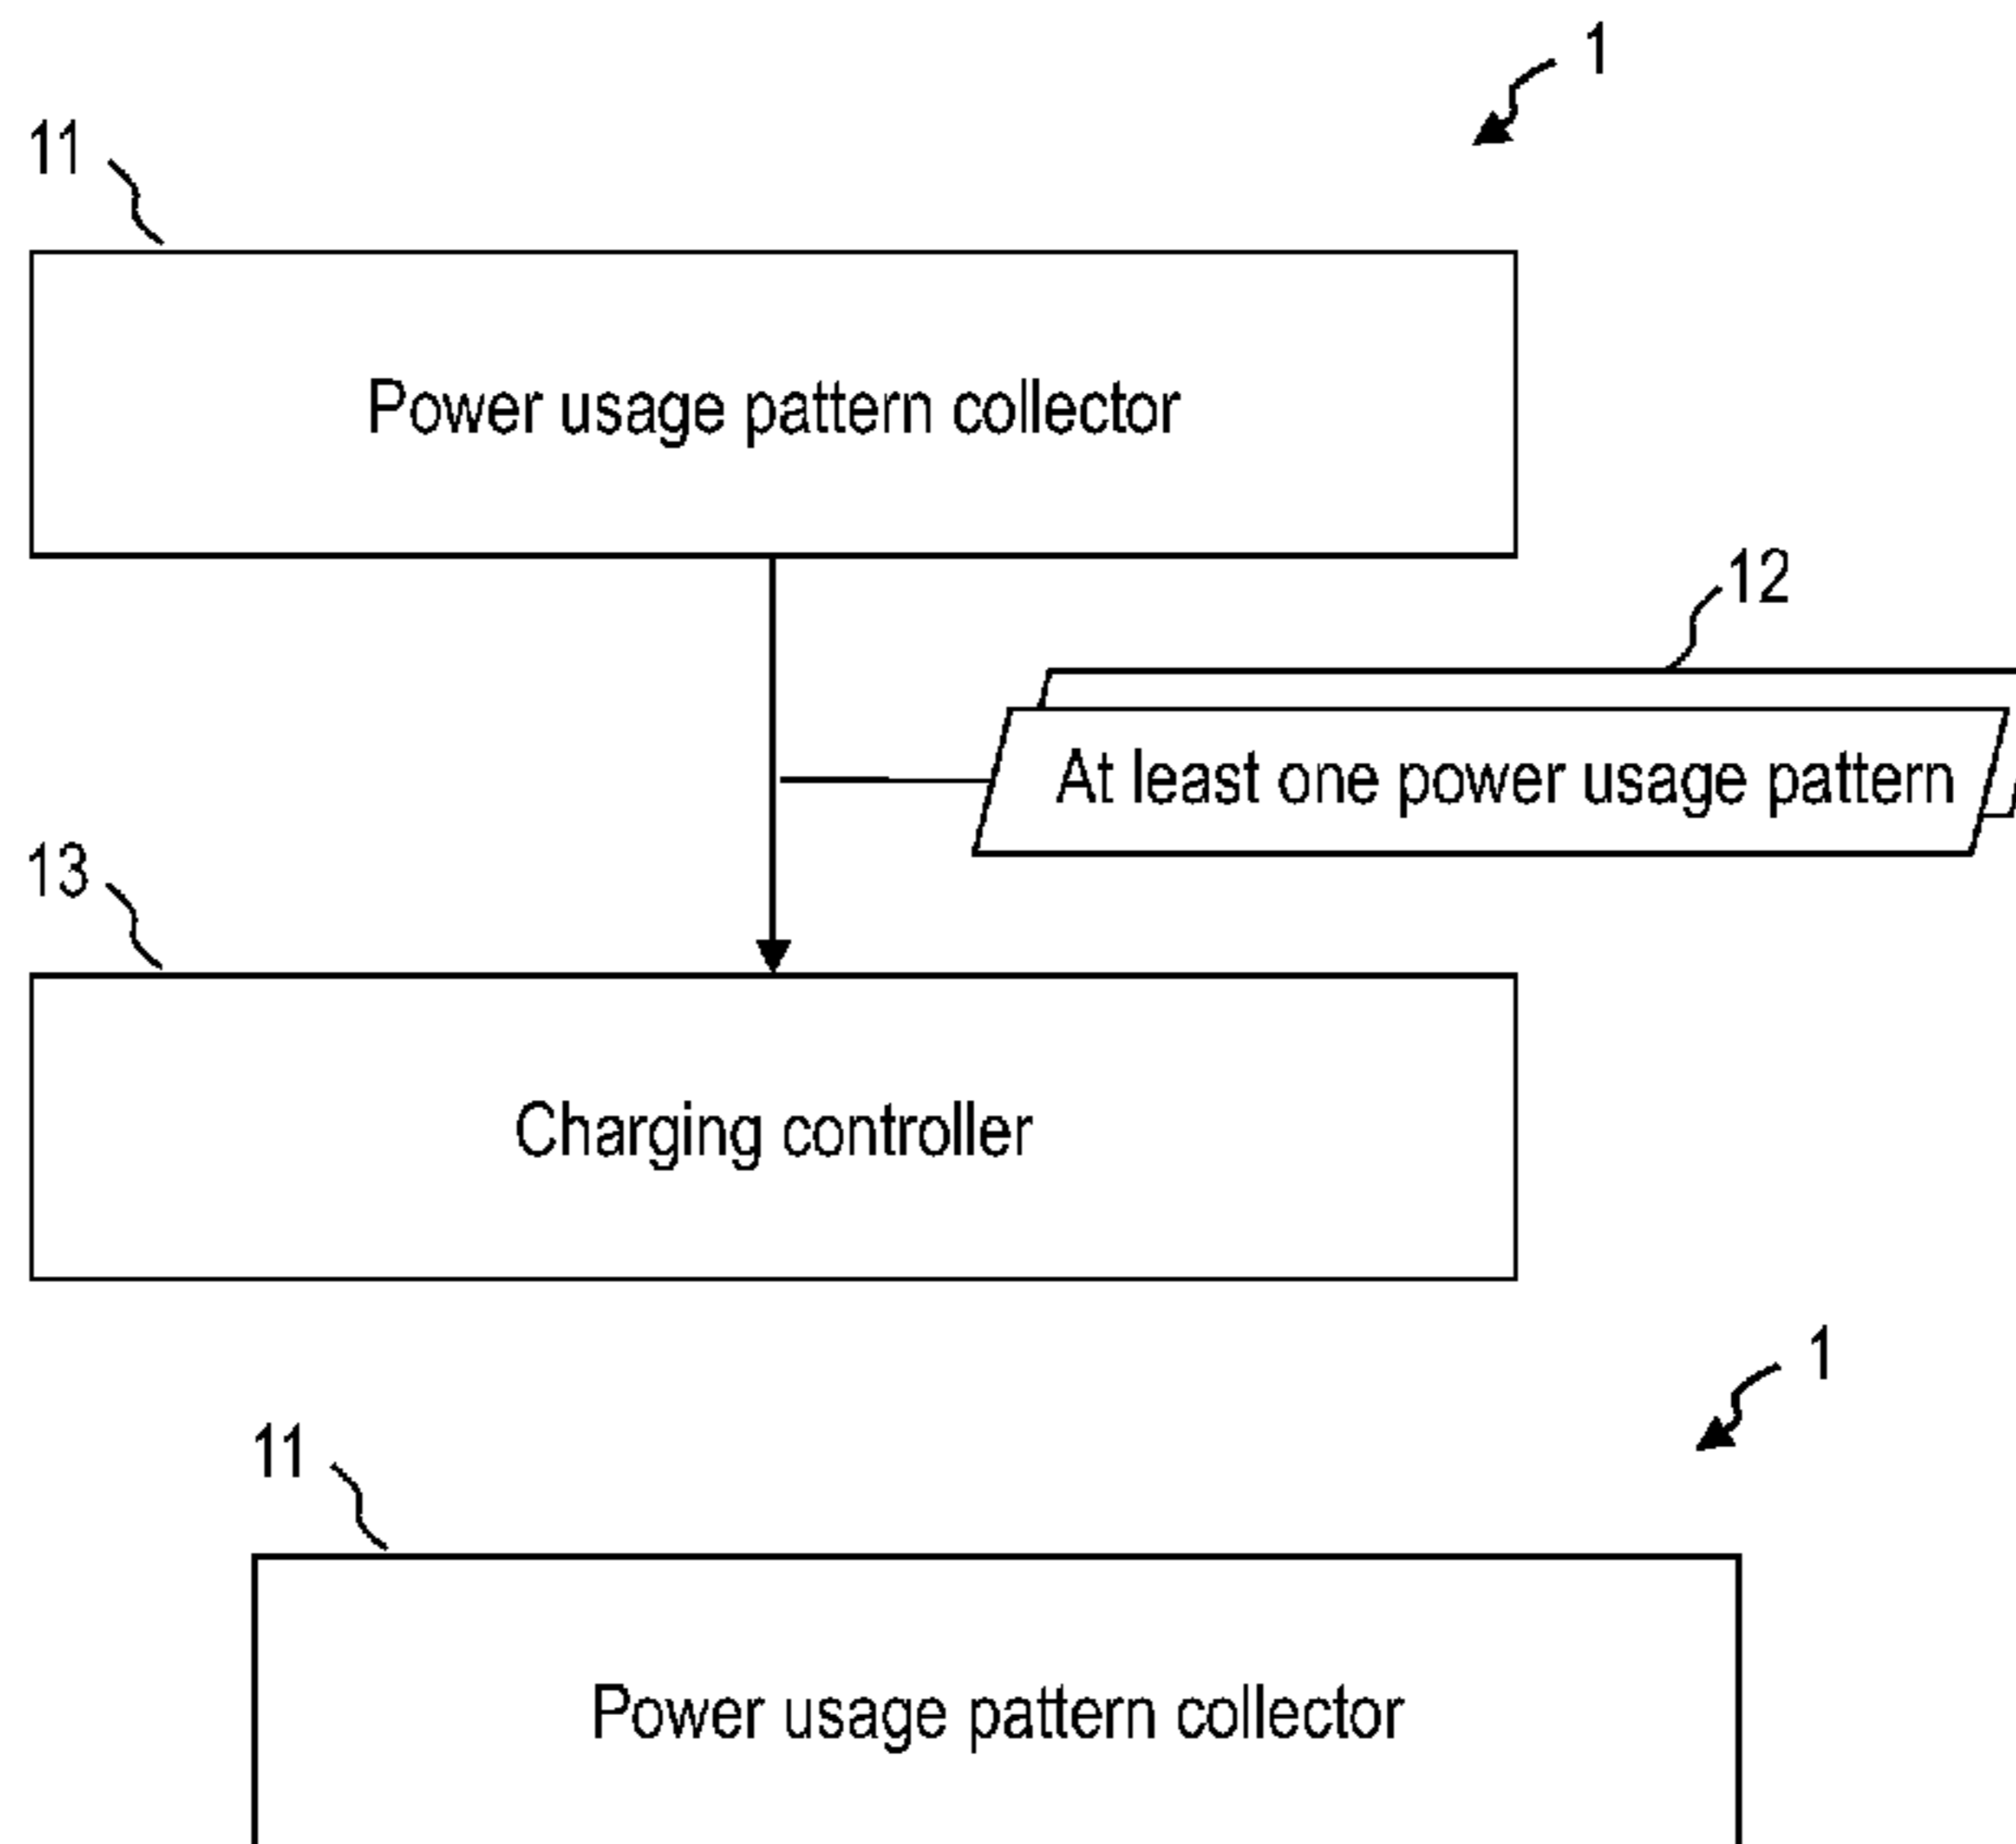 1
11
Power usage pattern collector
12
At least one power usage pattern
13
Charging controller
1
11
Power usage pattern collector